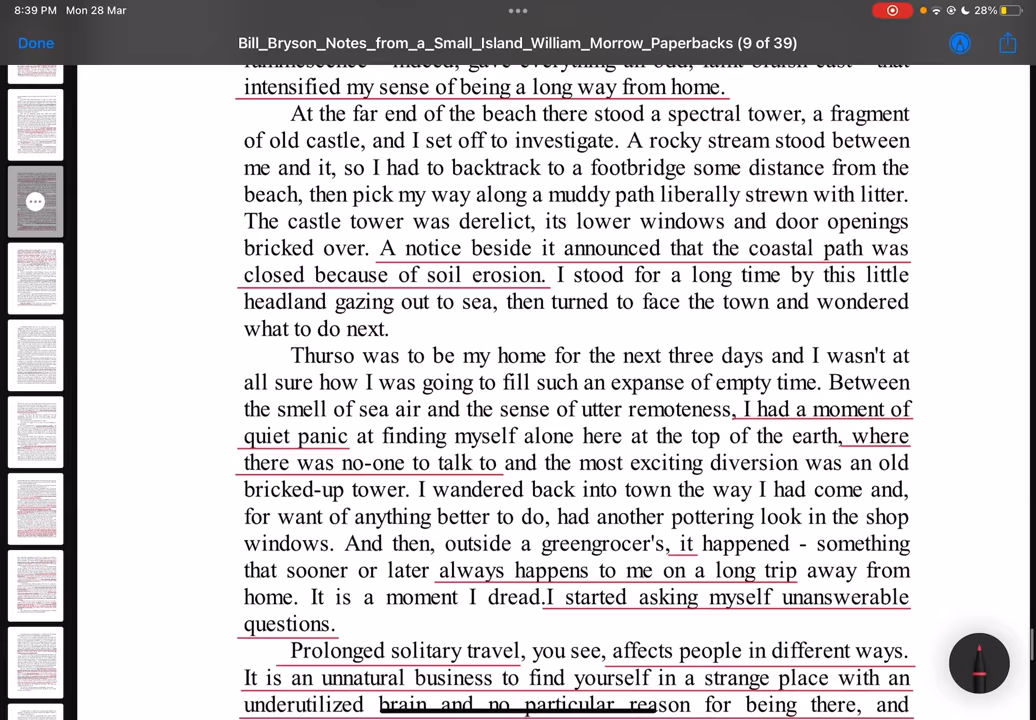 8:39 PM Mon 28 Mar
28%
Done
Bill_Bryson_Notes_from_a_Small_Island_William_Morrow_Paperbacks (9 of 39)
intensified my sense of being a long way from home.
At the far end of the beach there stood a spectral tower, a fragment
of old castle, and I set off to investigate. A rocky stream stood between
me and it, so I had to backtrack to a footbridge some distance from the
beach, then pick my way along a muddy path liberally strewn with litter.
The castle tower was derelict, its lower windows and door openings
bricked over. A notice beside it announced that the coastal path was
closed because of soil erosion. I stood for a long time by this little
headland gazing out to sea, then turned to face the town and wondered
what to do next.
Thurso was to be my home for the next three days and I wasn't at
all sure how I was going to fill such an expanse of empty time. Between
the smell of sea air and the sense of utter remoteness, I had a moment of
quiet panic at finding myself alone here at the top of the earth, where
there was no-one to talk to and the most exciting diversion was an old
bricked-up tower. I wandered back into town the way I had come and,
for want of anything better to do, had another pottering look in the shop
windows. And then, outside a greengrocer's, it happened - something
that sooner or later always happens to me on a long trip away from
home. It is a moment I dread.I started asking myself unanswerable
questions.
Prolonged solitary travel, you see, affects people in different ways.
It is an unnatural business to find yourself in a strange place with an
underutilized brain and no particular reason for being there, and